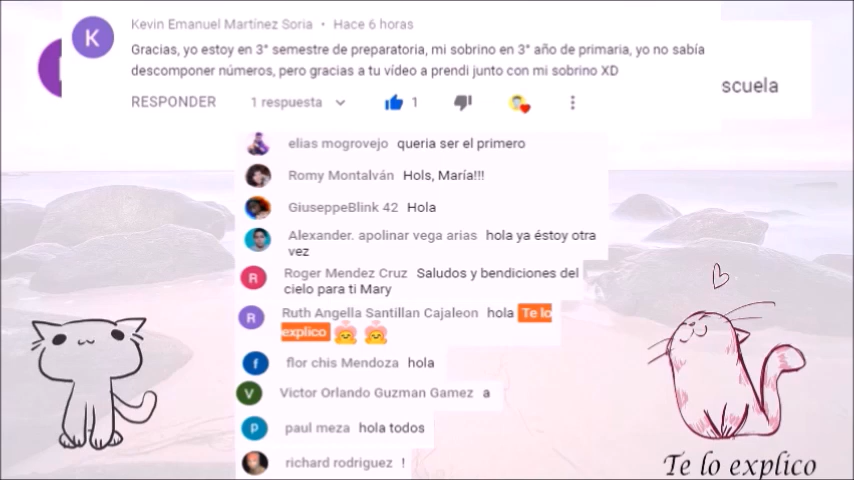 Kevin Emanuel Martínez Soria • Hace 6 horas
Gracias, yo estoy en 3° semestre de preparatoria, mi sobrino en 3° año de primaria, yo no sabía
descomponer números, pero gracias a tu vídeo a prendi junto con mi sobrino XD
scuela
RESPONDER 1 respuesta 1
elias mogrovejo queria ser el primero
Romy Montalván Hols, María!!!
GiuseppeBlink 42 Hola
Alexander. apolinar vega arias hola ya éstoy otra
vez
R Roger Mendez Cruz Saludos y bendiciones del
cielo para ti Mary
R Ruth Angella Santillan Cajaleon hola Te lo
explico
f flor chis Mendoza hola
V Victor Orlando Guzman Gamez a
P paul meza hola todos
richard rodriguez !
Te lo explico